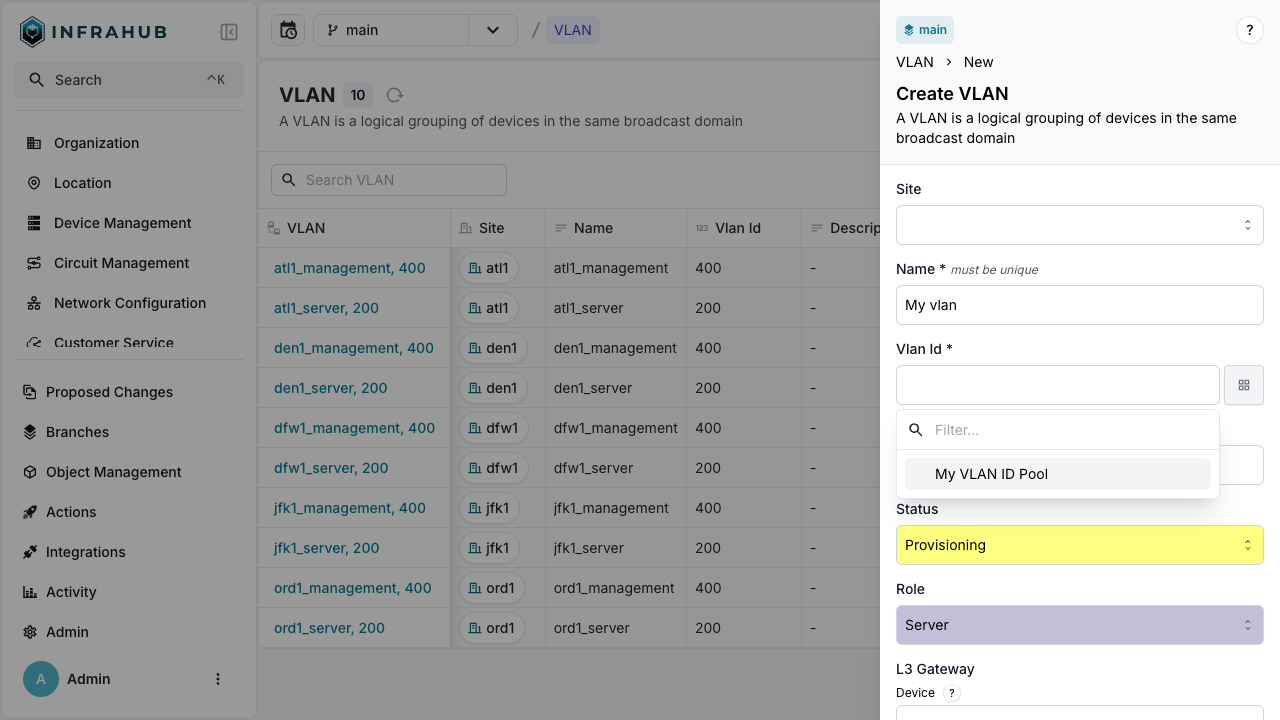 INFRAHUB
Search
^K
Organization
Location
Device Management
Circuit Management
Network Configuration
Customer Service
Proposed Changes
Branches
Object Management
Actions
Integrations
Activity
Admin
A
Admin
main
/
VLAN
VLAN
10
A VLAN is a logical grouping of devices in the same broadcast domain
Search VLAN
VLAN
Site
Name
123 Vlan Id
Descrip
atl1_management, 400
atl1
atl1_management
400
-
atl1_server, 200
atl1
atl1_server
200
-
den1_management, 400
den1
den1_management
400
-
den1_server, 200
den1
den1_server
200
-
dfw1_management, 400
dfw1
dfw1_management
400
-
dfw1_server, 200
dfw1
dfw1_server
200
-
jfk1_management, 400
jfk1
jfk1_management
400
-
jfk1_server, 200
jfk1
jfk1_server
200
-
ord1_management, 400
ord1
ord1_management
400
-
ord1_server, 200
ord1
ord1_server
200
-
main
?
VLAN > New
Create VLAN
A VLAN is a logical grouping of devices in the same
broadcast domain
Site
Name * must be unique
My vlan
Vlan Id *
Filter...
My VLAN ID Pool
Status
Provisioning
Role
Server
L3 Gateway
Device ?